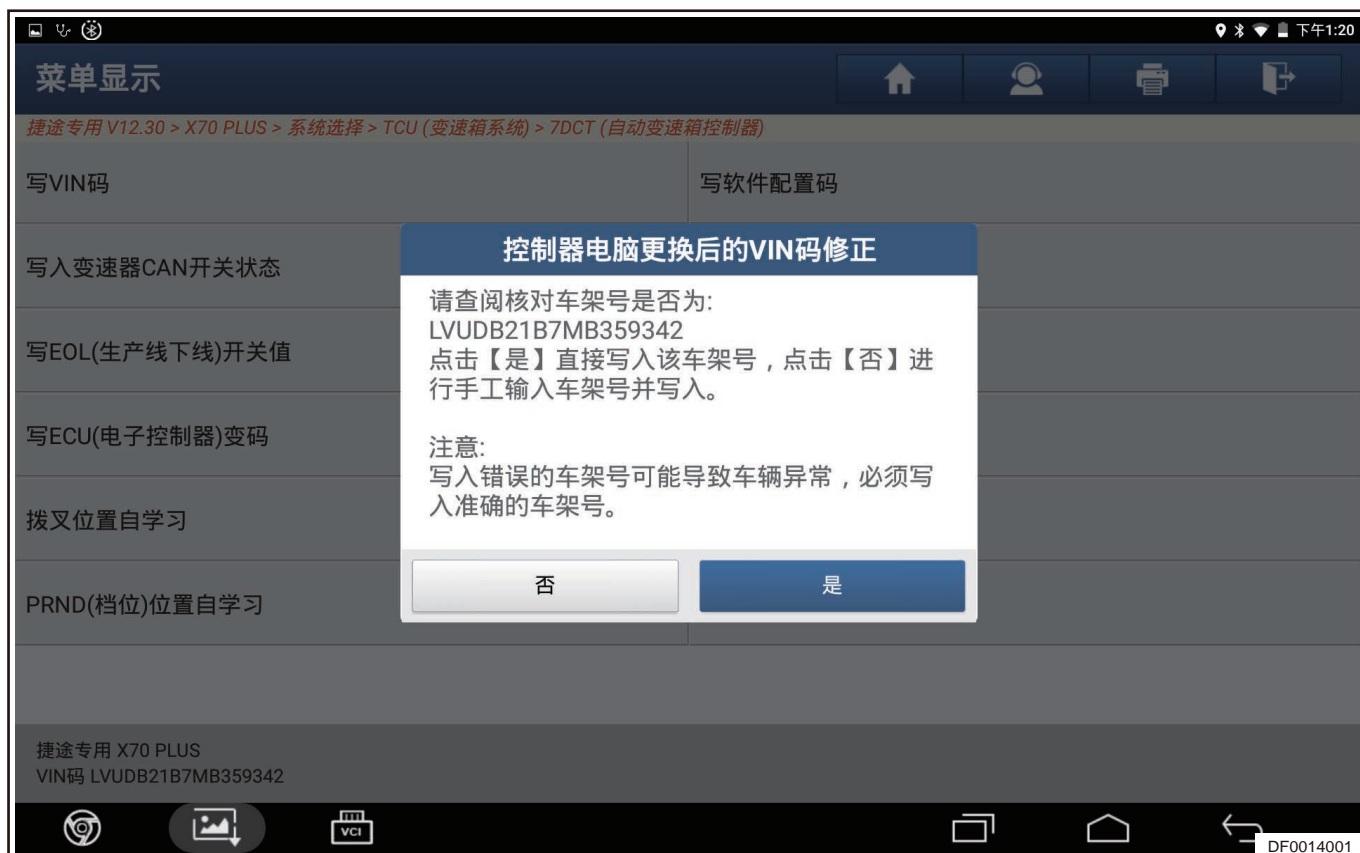 下午1:20
菜单显示
捷途专用 V12.30 > X70 PLUS > 系统选择 > TCU (变速箱系统) > 7DCT (自动变速箱控制器)
写VIN码
写软件配置码
写入变速器CAN开关状态
写EOL(生产线下线)开关值
写ECU(电子控制器)变码
拨叉位置自学习
PRND(档位)位置自学习
控制器电脑更换后的VIN码修正
请查阅核对车架号是否为:
LVUDB21B7MB359342
点击【是】直接写入该车架号，点击【否】进
行手工输入车架号并写入。
注意:
写入错误的车架号可能导致车辆异常，必须写
入准确的车架号。
否
是
捷途专用 X70 PLUS
VIN码 LVUDB21B7MB359342
VCI
DF0014001